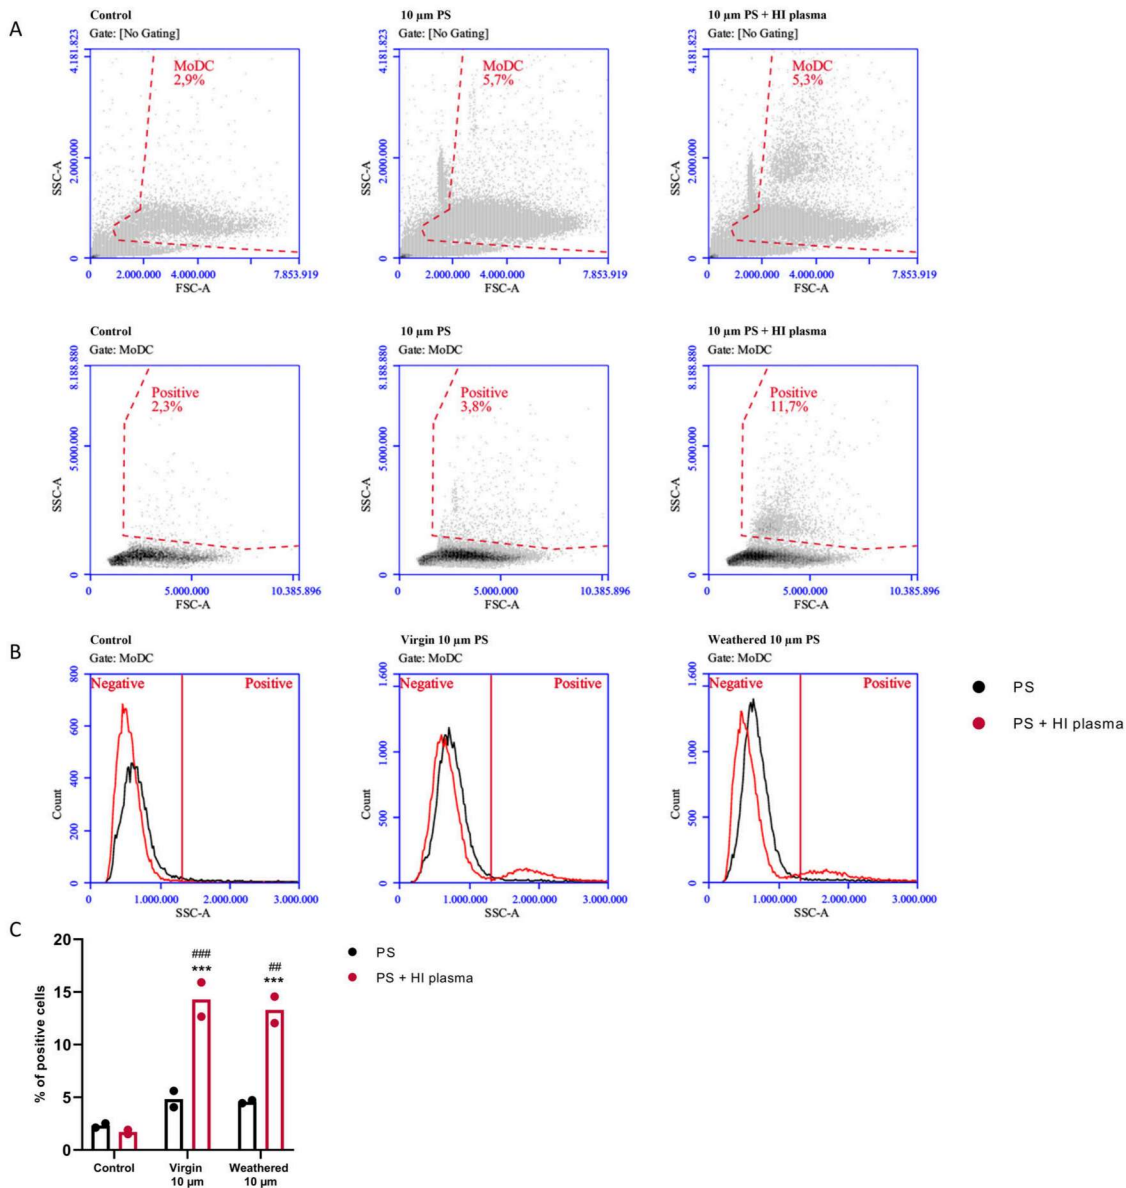 A
Control
Gate: [No Gating]
4.181.823
2.000.000
0
SSC-A
MoDC
2,9%
0 2.000.000 4.000.000 7.853.919
FSC-A
10 µm PS
Gate: [No Gating]
4.181.823
2.000.000
0
SSC-A
MoDC
5,7%
0 2.000.000 4.000.000 7.853.919
FSC-A
10 µm PS + HI plasma
Gate: [No Gating]
4.181.823
2.000.000
0
SSC-A
MoDC
5,3%
0 2.000.000 4.000.000 7.853.919
FSC-A
Control
Gate: MoDC
8.188.880
5.000.000
0
SSC-A
Positive
2,3%
0 5.000.000 10.385.896
FSC-A
10 µm PS
Gate: MoDC
8.188.880
5.000.000
0
SSC-A
Positive
3,8%
0 5.000.000 10.385.896
FSC-A
10 µm PS + HI plasma
Gate: MoDC
8.188.880
5.000.000
0
SSC-A
Positive
11,7%
0 5.000.000 10.385.896
FSC-A
B
Control
Gate: MoDC
Negative Positive
800
600
400
200
0
Count
0 1.000.000 2.000.000 3.000.000
SSC-A
Virgin 10 µm PS
Gate: MoDC
Negative Positive
1.600
1.000
500
0
Count
0 1.000.000 2.000.000 3.000.000
SSC-A
Weathered 10 µm PS
Gate: MoDC
Negative Positive
1.600
1.000
500
0
Count
0 1.000.000 2.000.000 3.000.000
SSC-A
PS
PS + HI plasma
C
% of positive cells
20
15
10
5
0
###
***
##
***
Control
Virgin
10 µm
Weathered
10 µm
PS
PS + HI plasma